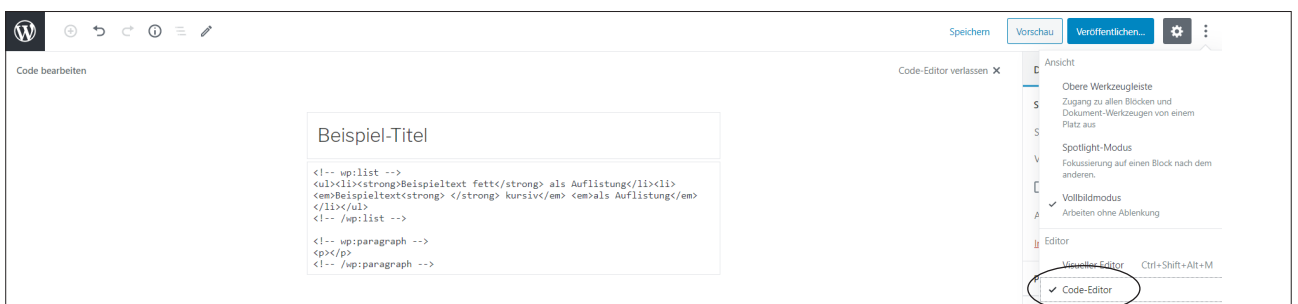 Speichern Vorschau Veröffentlichen...
Code bearbeiten
Code-Editor verlassen ✕
Beispiel-Titel
<!-- wp:list -->
<ul><li><strong>Beispieltext fett</strong> als Auflistung</li><li>
<em>Beispieltext<strong> </strong> kursiv</em> <em>als Auflistung</em>
</li></ul>
<!-- /wp:list -->
<!-- wp:paragraph -->
<p></p>
<!-- /wp:paragraph -->
Ansicht
Obere Werkzeugleiste
Zugang zu allen Blöcken und
Dokument-Werkzeugen von einem
Platz aus
Spotlight-Modus
Fokussierung auf einen Block nach dem
anderen.
Vollbildmodus
Arbeiten ohne Ablenkung
Editor
Visueller Editor Ctrl+Shift+Alt+M
Code-Editor